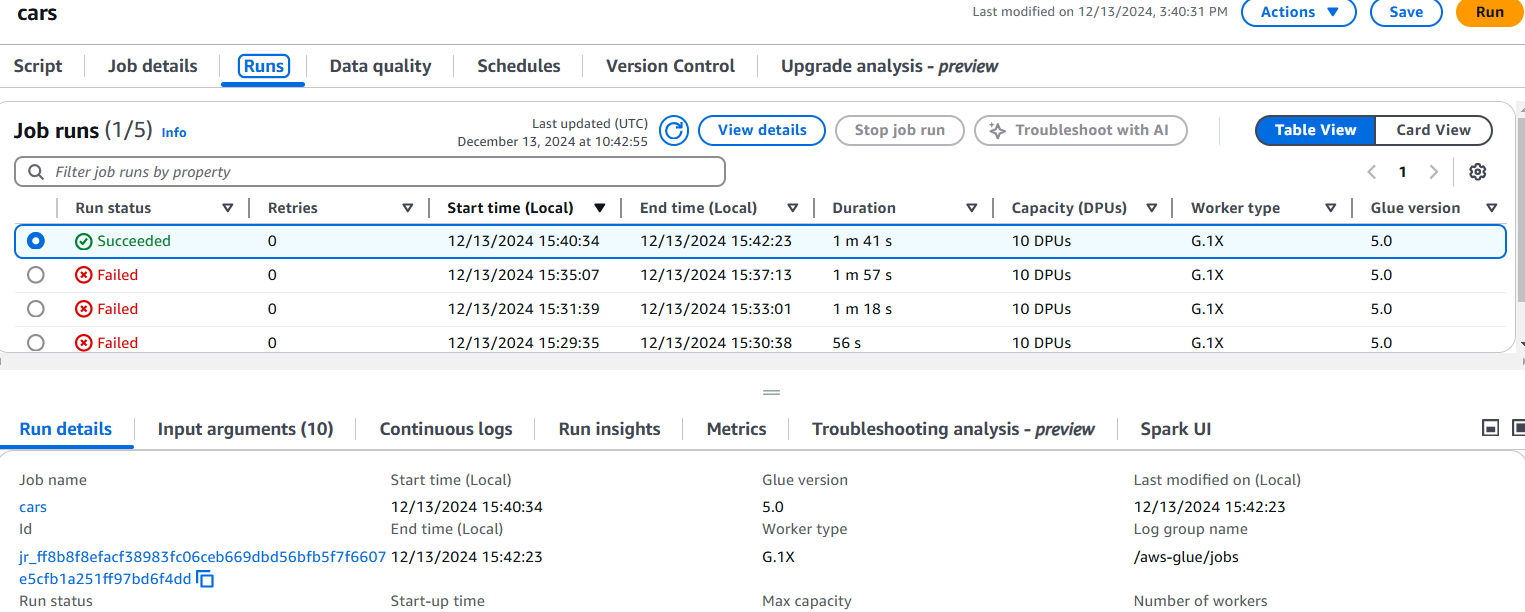 cars
Last modified on 12/13/2024, 3:40:31 PM
Actions
Save
Run
Script
Job details
Runs
Data quality
Schedules
Version Control
Upgrade analysis - preview
Job runs (1/5) Info
Last updated (UTC)
December 13, 2024 at 10:42:55
View details
Stop job run
Troubleshoot with AI
Table View
Card View
Filter job runs by property
1
Run status Retries Start time (Local) End time (Local) Duration Capacity (DPUs) Worker type Glue version
Succeeded 0 12/13/2024 15:40:34 12/13/2024 15:42:23 1 m 41 s 10 DPUs G.1X 5.0
Failed 0 12/13/2024 15:35:07 12/13/2024 15:37:13 1 m 57 s 10 DPUs G.1X 5.0
Failed 0 12/13/2024 15:31:39 12/13/2024 15:33:01 1 m 18 s 10 DPUs G.1X 5.0
Failed 0 12/13/2024 15:29:35 12/13/2024 15:30:38 56 s 10 DPUs G.1X 5.0
Run details
Input arguments (10)
Continuous logs
Run insights
Metrics
Troubleshooting analysis - preview
Spark UI
Job name
cars
Id
jr_ff8b8f8efacf38983fc06ceb669dbd56bfb5f7f6607
e5cfb1a251ff97bd6f4dd
Run status
Start time (Local)
12/13/2024 15:40:34
End time (Local)
12/13/2024 15:42:23
Start-up time
Glue version
5.0
Worker type
G.1X
Max capacity
Last modified on (Local)
12/13/2024 15:42:23
Log group name
/aws-glue/jobs
Number of workers